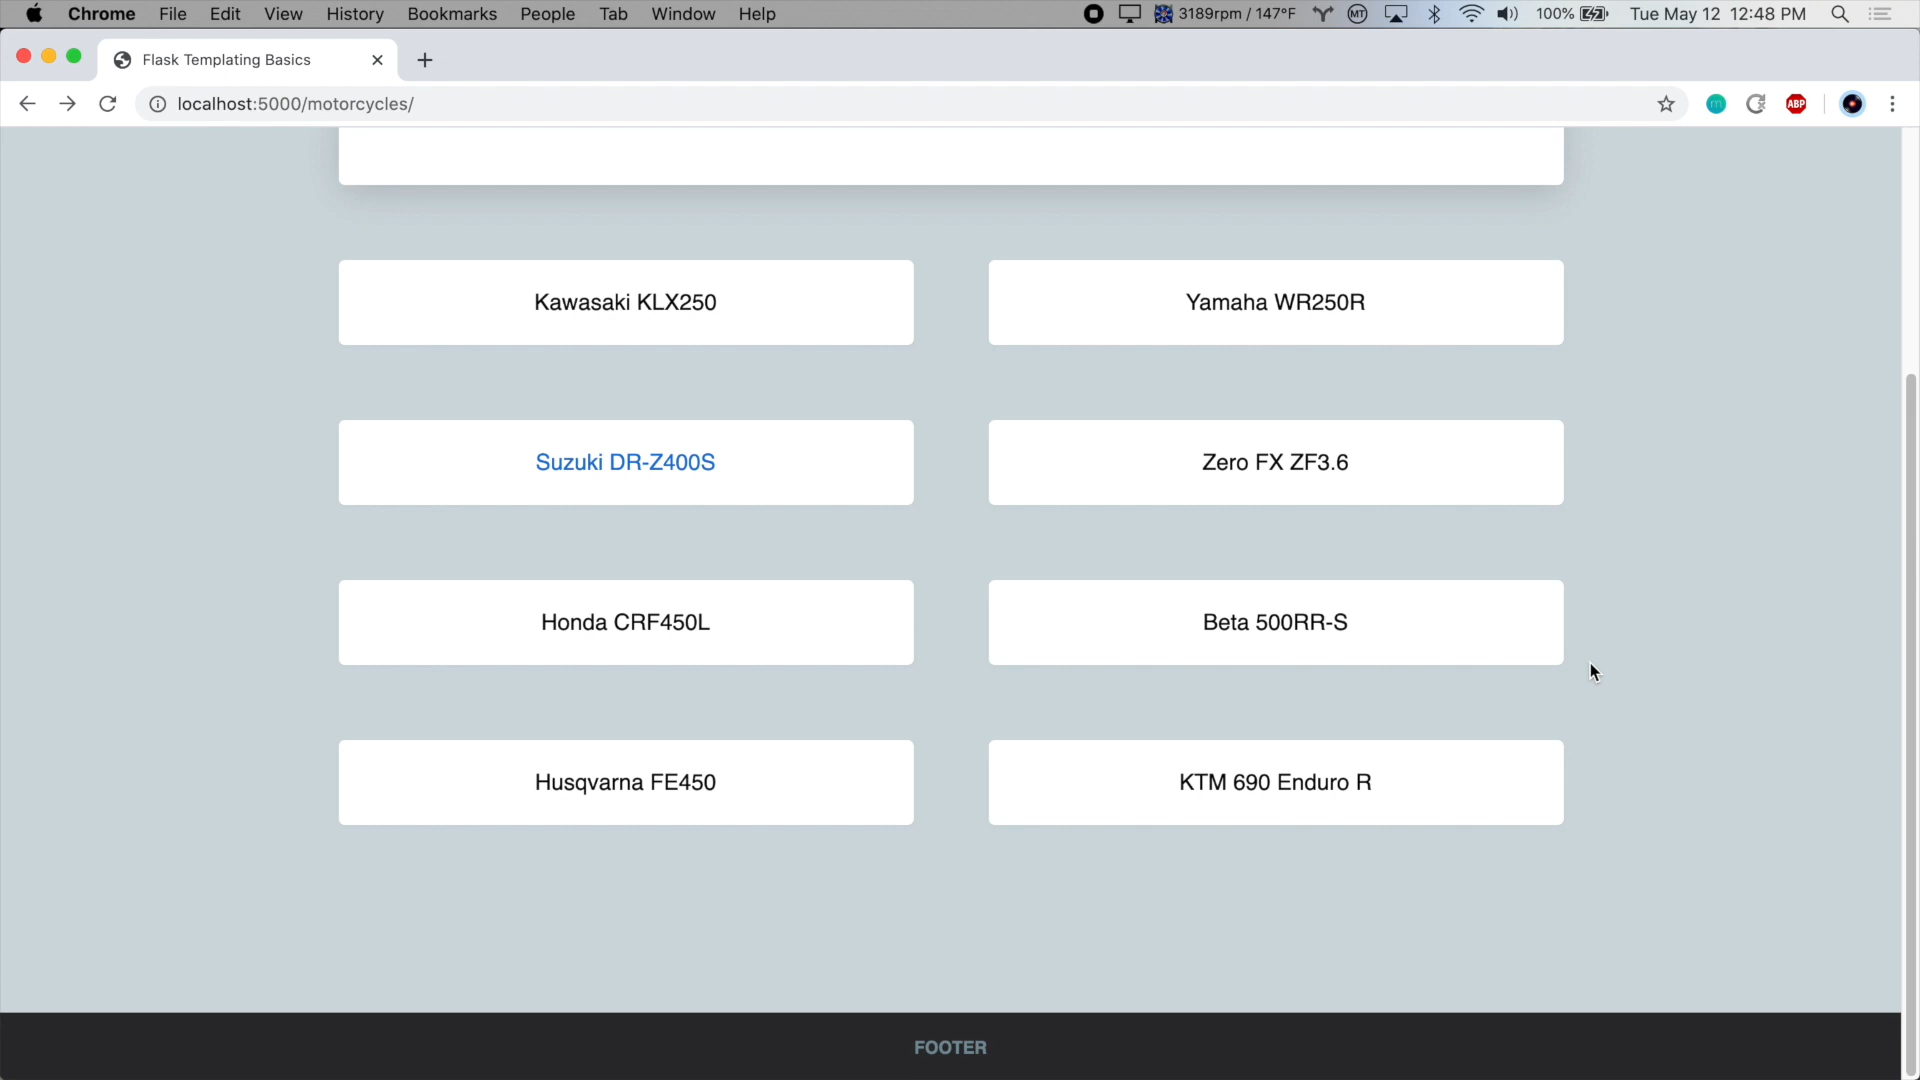 Chrome File Edit View History Bookmarks People Tab Window Help 3189rpm / 147°F MT 100% Tue May 12 12:48 PM
Flask Templating Basics
localhost:5000/motorcycles/
m
ABP
Kawasaki KLX250
Yamaha WR250R
Suzuki DR-Z400S
Zero FX ZF3.6
Honda CRF450L
Beta 500RR-S
Husqvarna FE450
KTM 690 Enduro R
FOOTER